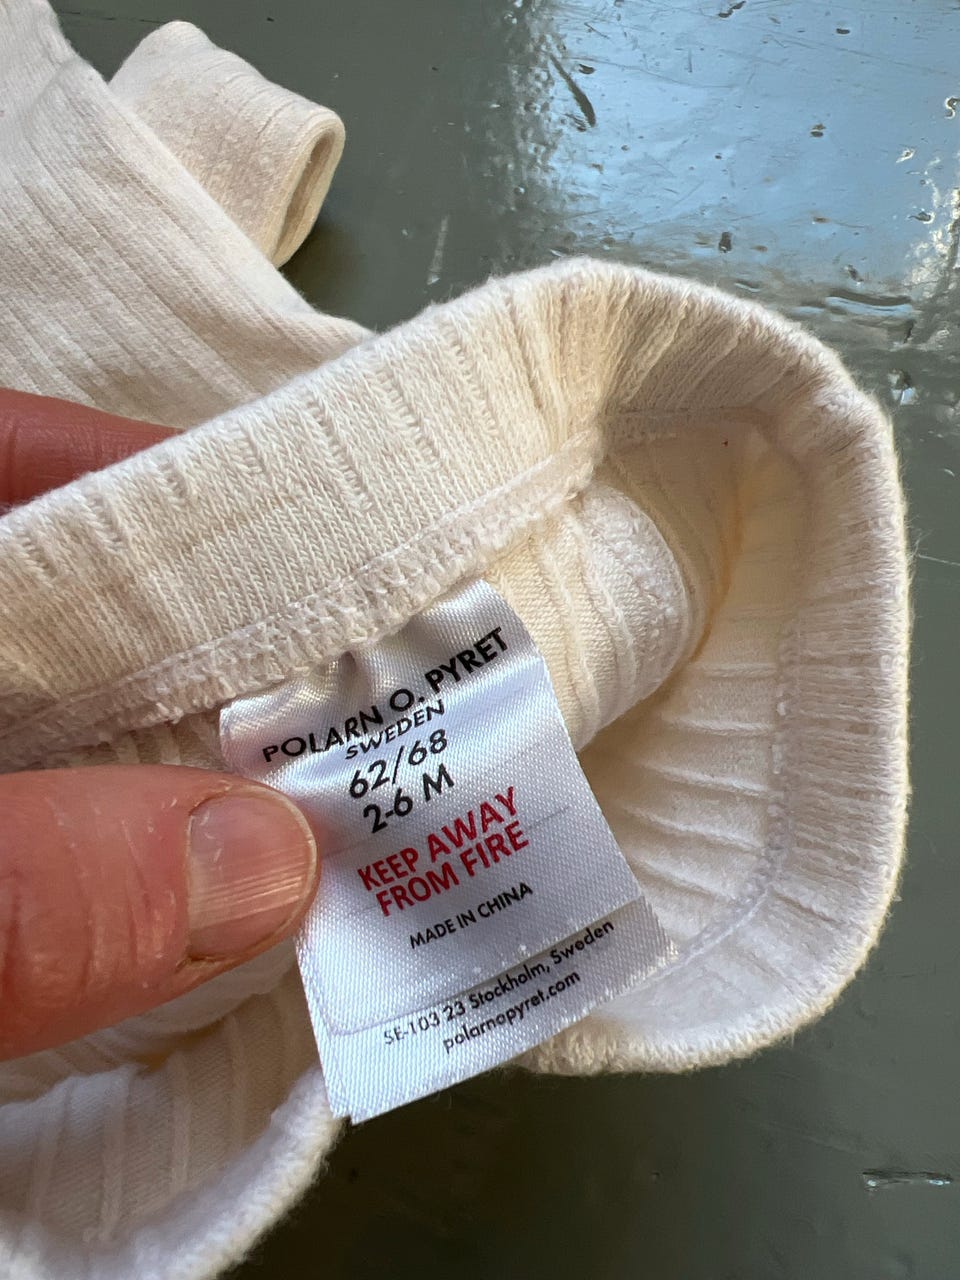 POLARN O. PYRET
SWEDEN
62/68
2-6 M
KEEP AWAY
FROM FIRE
MADE IN CHINA
SE-103 23 Stockholm, Sweden
polarnopyret.com